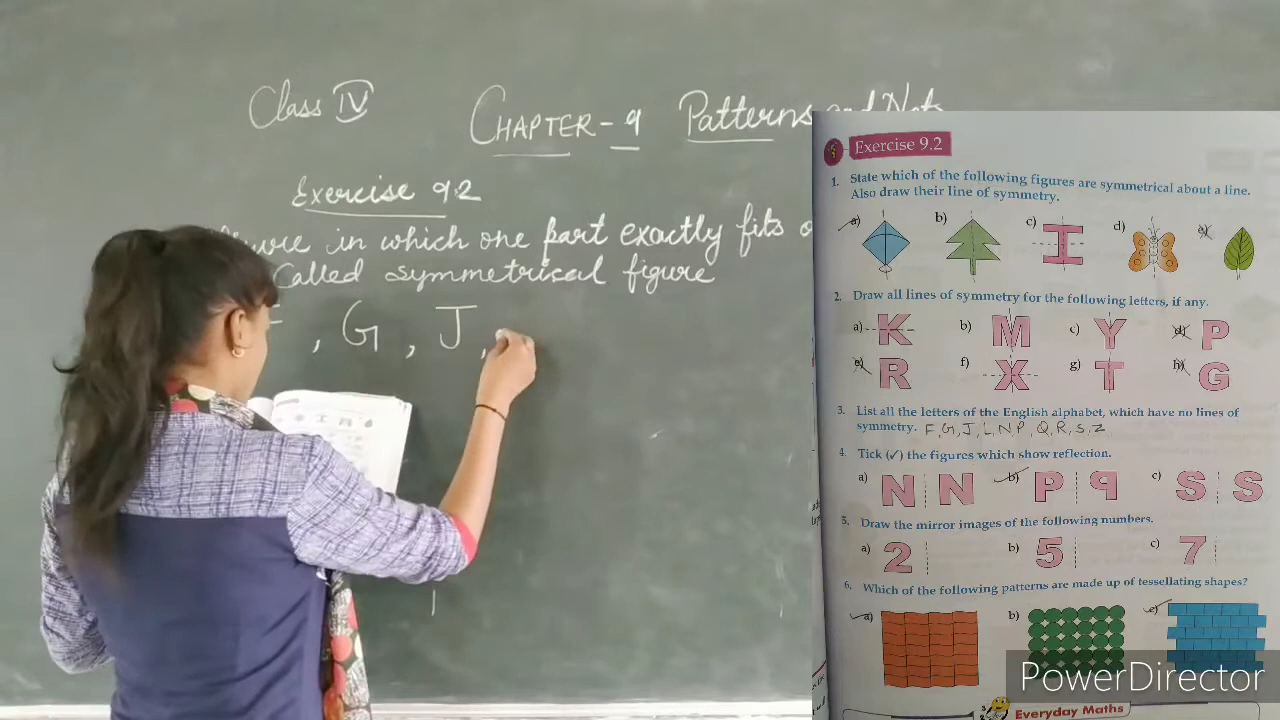 Class IV
CHAPTER-9 Patterns and Nets
Exercise 9.2
figure in which one part exactly fits
Called symmetrical figure
, G, J,
Exercise 9.2
1. State which of the following figures are symmetrical about a line.
Also draw their line of symmetry.
a) b) c) d) e)
2. Draw all lines of symmetry for the following letters, if any.
a) K b) M c) Y d) P
e) R f) X g) T h) G
3. List all the letters of the English alphabet, which have no lines of
symmetry. F, G, J, L, N, P, Q, R, S, Z
4. Tick (✓) the figures which show reflection.
a) N N b) P q c) S S
5. Draw the mirror images of the following numbers.
a) 2 b) 5 c) 7
6. Which of the following patterns are made up of tessellating shapes?
a) b) c)
PowerDirector
Everyday Maths